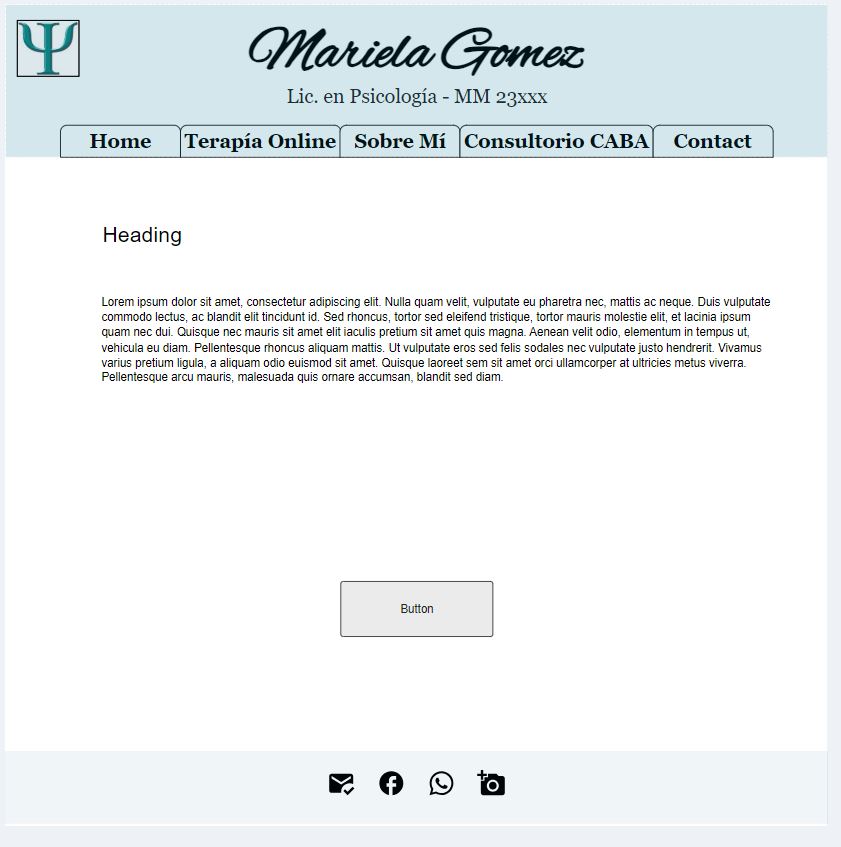 Ψ
Mariela Gomez
Lic. en Psicología - MM 23xxx
Home Terapía Online Sobre Mí Consultorio CABA Contact
Heading
Lorem ipsum dolor sit amet, consectetur adipiscing elit. Nulla quam velit, vulputate eu pharetra nec, mattis ac neque. Duis vulputate
commodo lectus, ac blandit elit tincidunt id. Sed rhoncus, tortor sed eleifend tristique, tortor mauris molestie elit, et lacinia ipsum
quam nec dui. Quisque nec mauris sit amet elit iaculis pretium sit amet quis magna. Aenean velit odio, elementum in tempus ut,
vehicula eu diam. Pellentesque rhoncus aliquam mattis. Ut vulputate eros sed felis sodales nec vulputate justo hendrerit. Vivamus
varius pretium ligula, a aliquam odio euismod sit amet. Quisque laoreet sem sit amet orci ullamcorper at ultricies metus viverra.
Pellentesque arcu mauris, malesuada quis ornare accumsan, blandit sed diam.
Button